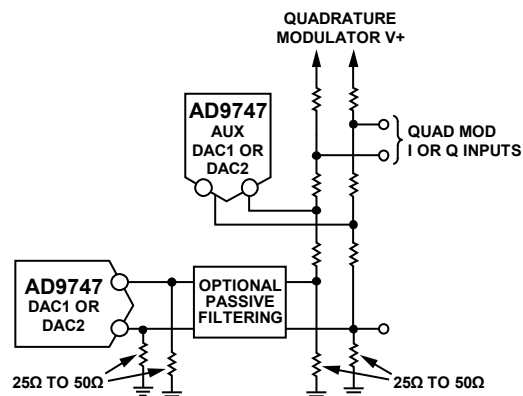 QUADRATURE
MODULATOR V+
AD9747
AUX
DAC1 OR
DAC2
QUAD MOD
I OR Q INPUTS
AD9747
DAC1 OR
DAC2
OPTIONAL
PASSIVE
FILTERING
25Ω TO 50Ω
25Ω TO 50Ω